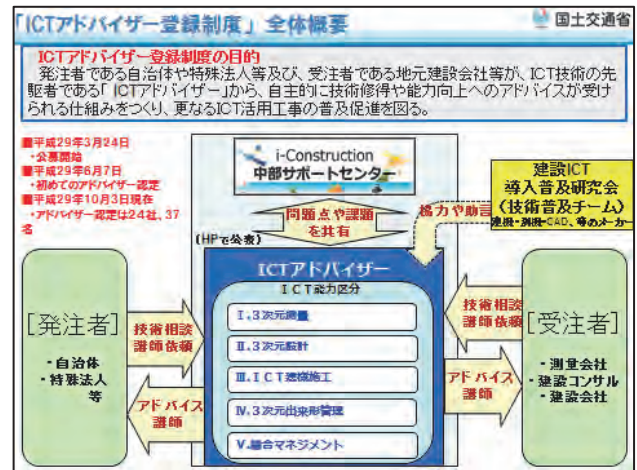 「ICTアドバイザー登録制度」 全体概要
国土交通省
ICTアドバイザー登録制度の目的
発注者である自治体や特殊法人等及び、受注者である地元建設会社等が、ICT技術の先
駆者である「 ICTアドバイザー」から、自主的に技術修得や能力向上へのアドバイスが受け
られる仕組みをつくり、更なるICT活用工事の普及促進を図る。
■平成29年3月24日
・公募開始
■平成29年6月7日
・初めてのアドバイザー認定
■平成29年10月3日現在
・アドバイザー認定は24社、37
名
i-Construction
中部サポートセンター
問題点や課題
を共有
協力や助言
建設ICT
導入普及研究会
(技術普及チーム)
建機・測機・CAD、等のメーカー
(HPで公表)
ICTアドバイザー
ICT能力区分
Ⅰ.3次元測量
Ⅱ.3次元設計
Ⅲ.ICT建機施工
Ⅳ.3次元出来形管理
Ⅴ.総合マネジメント
[発注者]
・自治体
・特殊法人
等
技術相談
講師依頼
アドバイス
講師
技術相談
講師依頼
アドバイス
講師
[受注者]
・測量会社
・建設コンサル
・建設会社